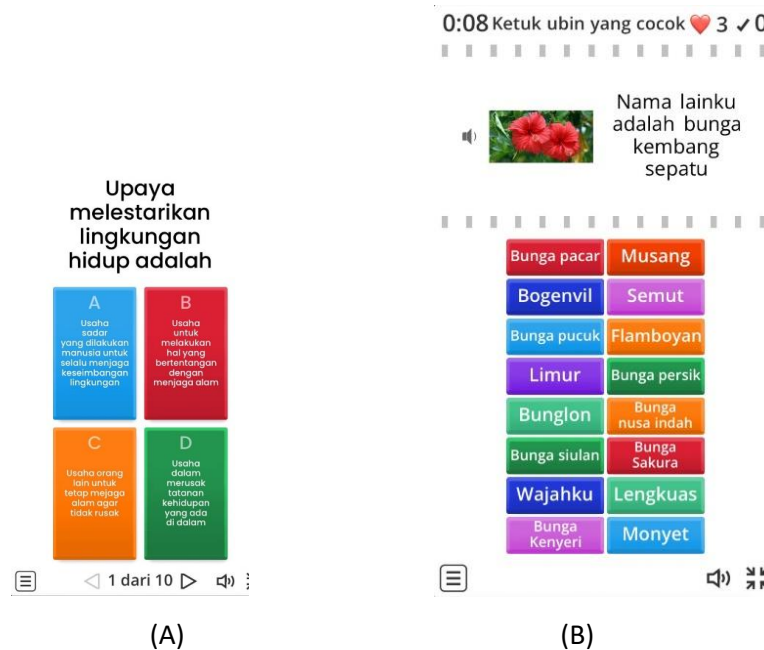 Upaya
melestarikan
lingkungan
hidup adalah
A
Usaha
sadar
yang dilakukan
manusia untuk
selalu menjaga
keseimbangan
lingkungan
B
Usaha
untuk
melakukan
hal yang
bertentangan
dengan
menjaga alam
C
Usaha orang
lain untuk
tetap mejaga
alam agar
tidak rusak
D
Usaha
dalam
merusak
tatanan
kehidupan
yang ada
di dalam
1 dari 10
(A)
0:08 Ketuk ubin yang cocok ❤️ 3 ✓ 0
Nama lainku
adalah bunga
kembang
sepatu
Bunga pacar
Musang
Bogenvil
Semut
Bunga pucuk
Flamboyan
Limur
Bunga persik
Bunglon
Bunga
nusa indah
Bunga siulan
Bunga
Sakura
Wajahku
Lengkuas
Bunga
Kenyeri
Monyet
(B)